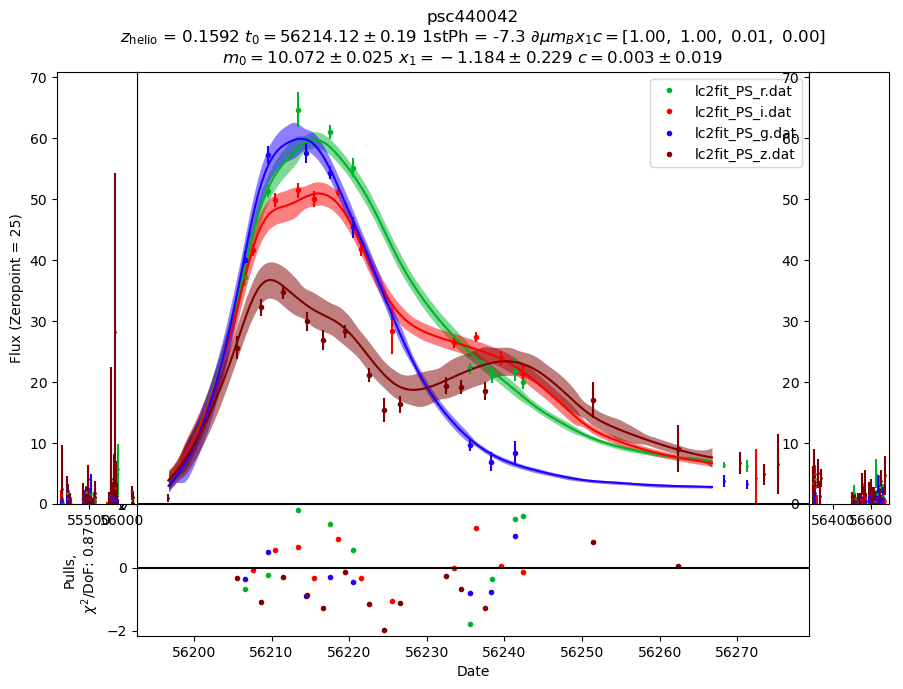 psc440042
z_helio = 0.1592 t_0 = 56214.12 ± 0.19 1stPh = -7.3 ∂μm_Bx_1c = [1.00, 1.00, 0.01, 0.00]
m_0 = 10.072 ± 0.025 x_1 = −1.184 ± 0.229 c = 0.003 ± 0.019
lc2fit_PS_r.dat
lc2fit_PS_i.dat
lc2fit_PS_g.dat
lc2fit_PS_z.dat
Flux (Zeropoint = 25)
70
60
50
40
30
20
10
0
70
60
50
40
30
20
10
0
55500 56000
56400 56600
Pulls,
χ²/DoF: 0.87
0
−2
56200 56210 56220 56230 56240 56250 56260 56270
Date